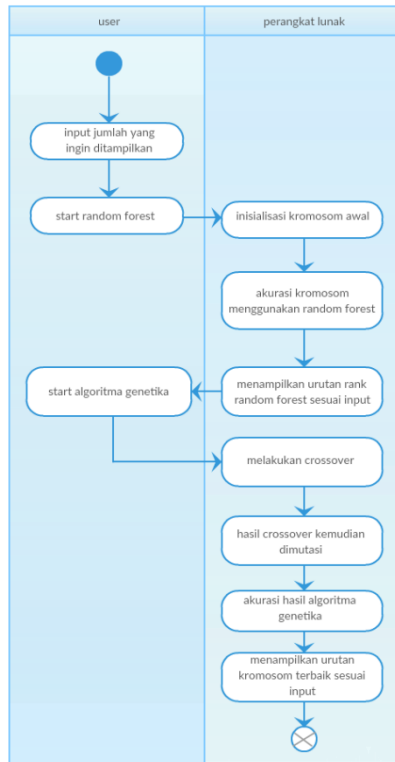 user
perangkat lunak
input jumlah yang
ingin ditampilkan
start random forest
inisialisasi kromosom awal
akurasi kromosom
menggunakan random forest
start algoritma genetika
menampilkan urutan rank
random forest sesuai input
melakukan crossover
hasil crossover kemudian
dimutasi
akurasi hasil algoritma
genetika
menampilkan urutan
kromosom terbaik sesuai
input